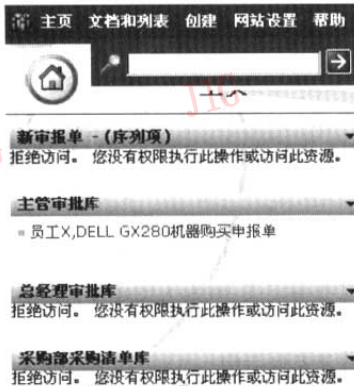 主页 文档和列表 创建 网站设置 帮助
J1G
新审报单 - (序列项)
拒绝访问。 您没有权限执行此操作或访问此资源。
主管审批库
员工X,DELL GX280机器购买申报单
总经理审批库
拒绝访问。 您没有权限执行此操作或访问此资源。
采购部采购清单库
拒绝访问。 您没有权限执行此操作或访问此资源。